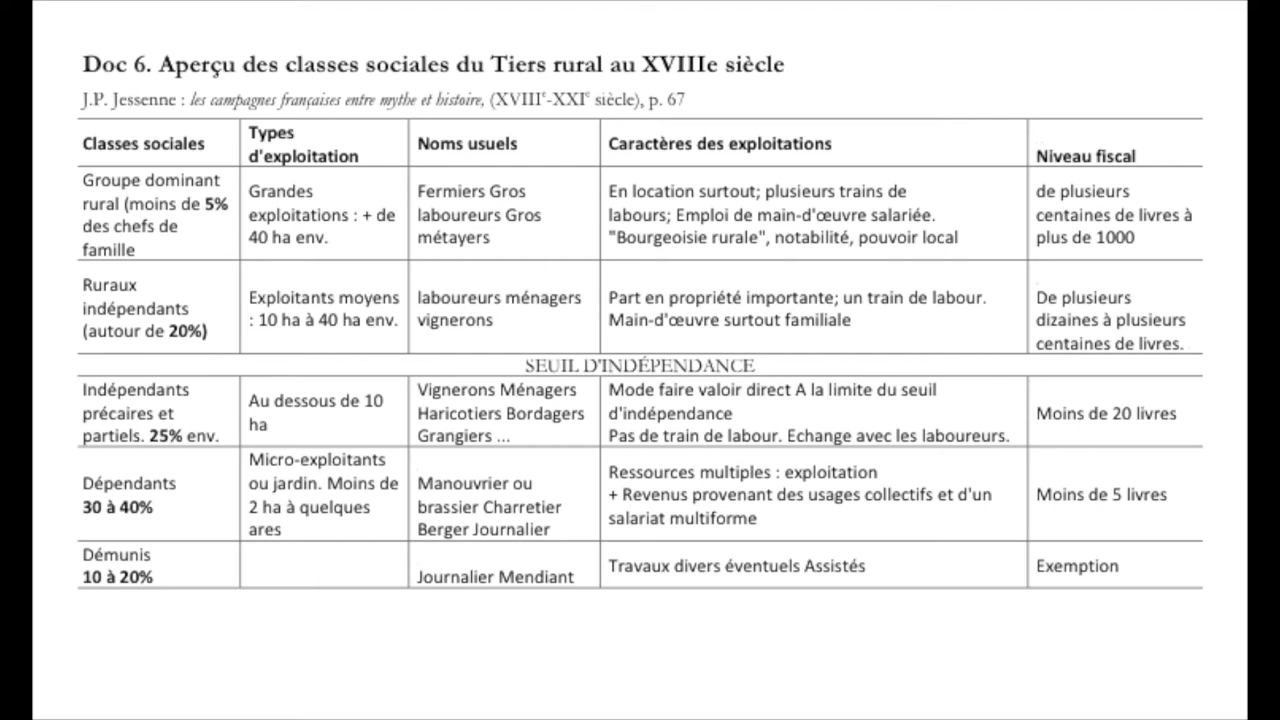 Doc 6. Aperçu des classes sociales du Tiers rural au XVIIIe siècle
J.P. Jessenne : les campagnes françaises entre mythe et histoire, (XVIIIe-XXIe siècle), p. 67
Classes sociales
Types
d'exploitation
Noms usuels
Caractères des exploitations
Niveau fiscal
Groupe dominant
rural (moins de 5%
des chefs de
famille
Grandes
exploitations : + de
40 ha env.
Fermiers Gros
laboureurs Gros
métayers
En location surtout; plusieurs trains de
labours; Emploi de main-d'œuvre salariée.
"Bourgeoisie rurale", notabilité, pouvoir local
de plusieurs
centaines de livres à
plus de 1000
Ruraux
indépendants
(autour de 20%)
Exploitants moyens
: 10 ha à 40 ha env.
laboureurs ménagers
vignerons
Part en propriété importante; un train de labour.
Main-d'œuvre surtout familiale
De plusieurs
dizaines à plusieurs
centaines de livres.
SEUIL D'INDÉPENDANCE
Indépendants
précaires et
partiels. 25% env.
Au dessous de 10
ha
Vignerons Ménagers
Haricotiers Bordagers
Grangiers ...
Mode faire valoir direct A la limite du seuil
d'indépendance
Pas de train de labour. Echange avec les laboureurs.
Moins de 20 livres
Dépendants
30 à 40%
Micro-exploitants
ou jardin. Moins de
2 ha à quelques
ares
Manouvrier ou
brassier Charretier
Berger Journalier
Ressources multiples : exploitation
+ Revenus provenant des usages collectifs et d'un
salariat multiforme
Moins de 5 livres
Démunis
10 à 20%
Journalier Mendiant
Travaux divers éventuels Assistés
Exemption